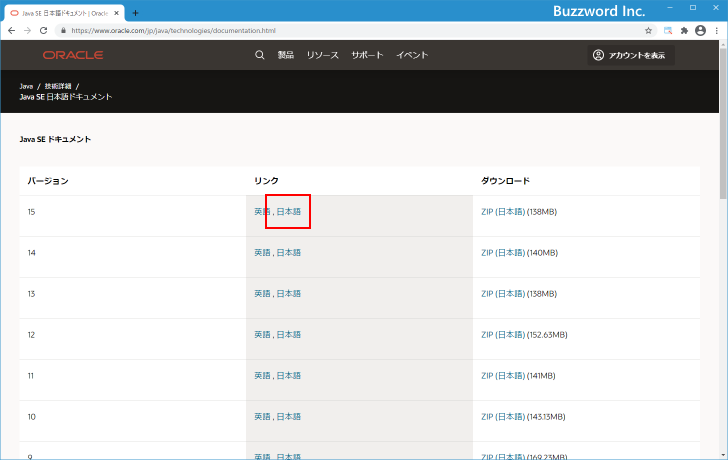 Java SE 日本語ドキュメント | Oracle
Buzzword Inc.
https://www.oracle.com/jp/java/technologies/documentation.html
ORACLE 製品 リソース サポート イベント アカウントを表示
Java / 技術詳細 /
Java SE 日本語ドキュメント
Java SE ドキュメント
バージョン リンク ダウンロード
15 英語 , 日本語 ZIP (日本語) (138MB)
14 英語 , 日本語 ZIP (日本語) (140MB)
13 英語 , 日本語 ZIP (日本語) (138MB)
12 英語 , 日本語 ZIP (日本語) (152.63MB)
11 英語 , 日本語 ZIP (日本語) (141MB)
10 英語 , 日本語 ZIP (日本語) (143.13MB)
9 英語 , 日本語 ZIP (日本語) (169.23MB)